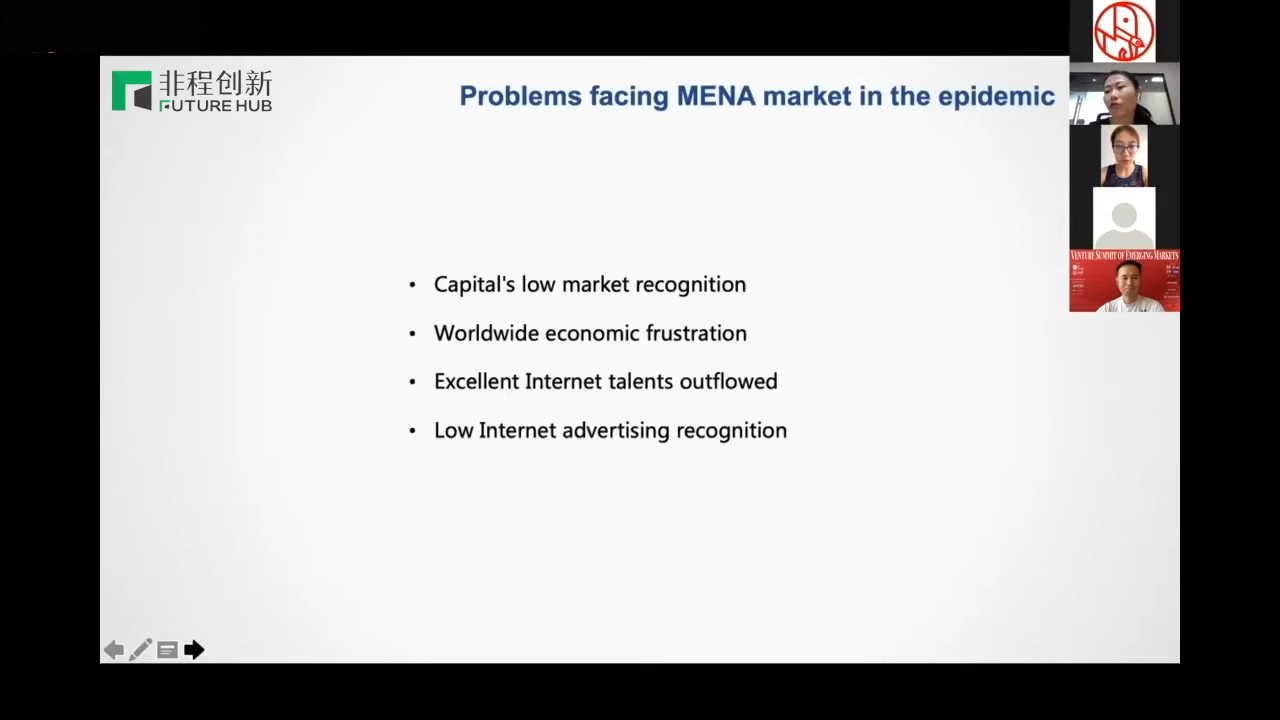 非程创新
FUTURE HUB
Problems facing MENA market in the epidemic
• Capital's low market recognition
• Worldwide economic frustration
• Excellent Internet talents outflowed
• Low Internet advertising recognition
VENTURE SUMMIT OF EMERGING MARKETS